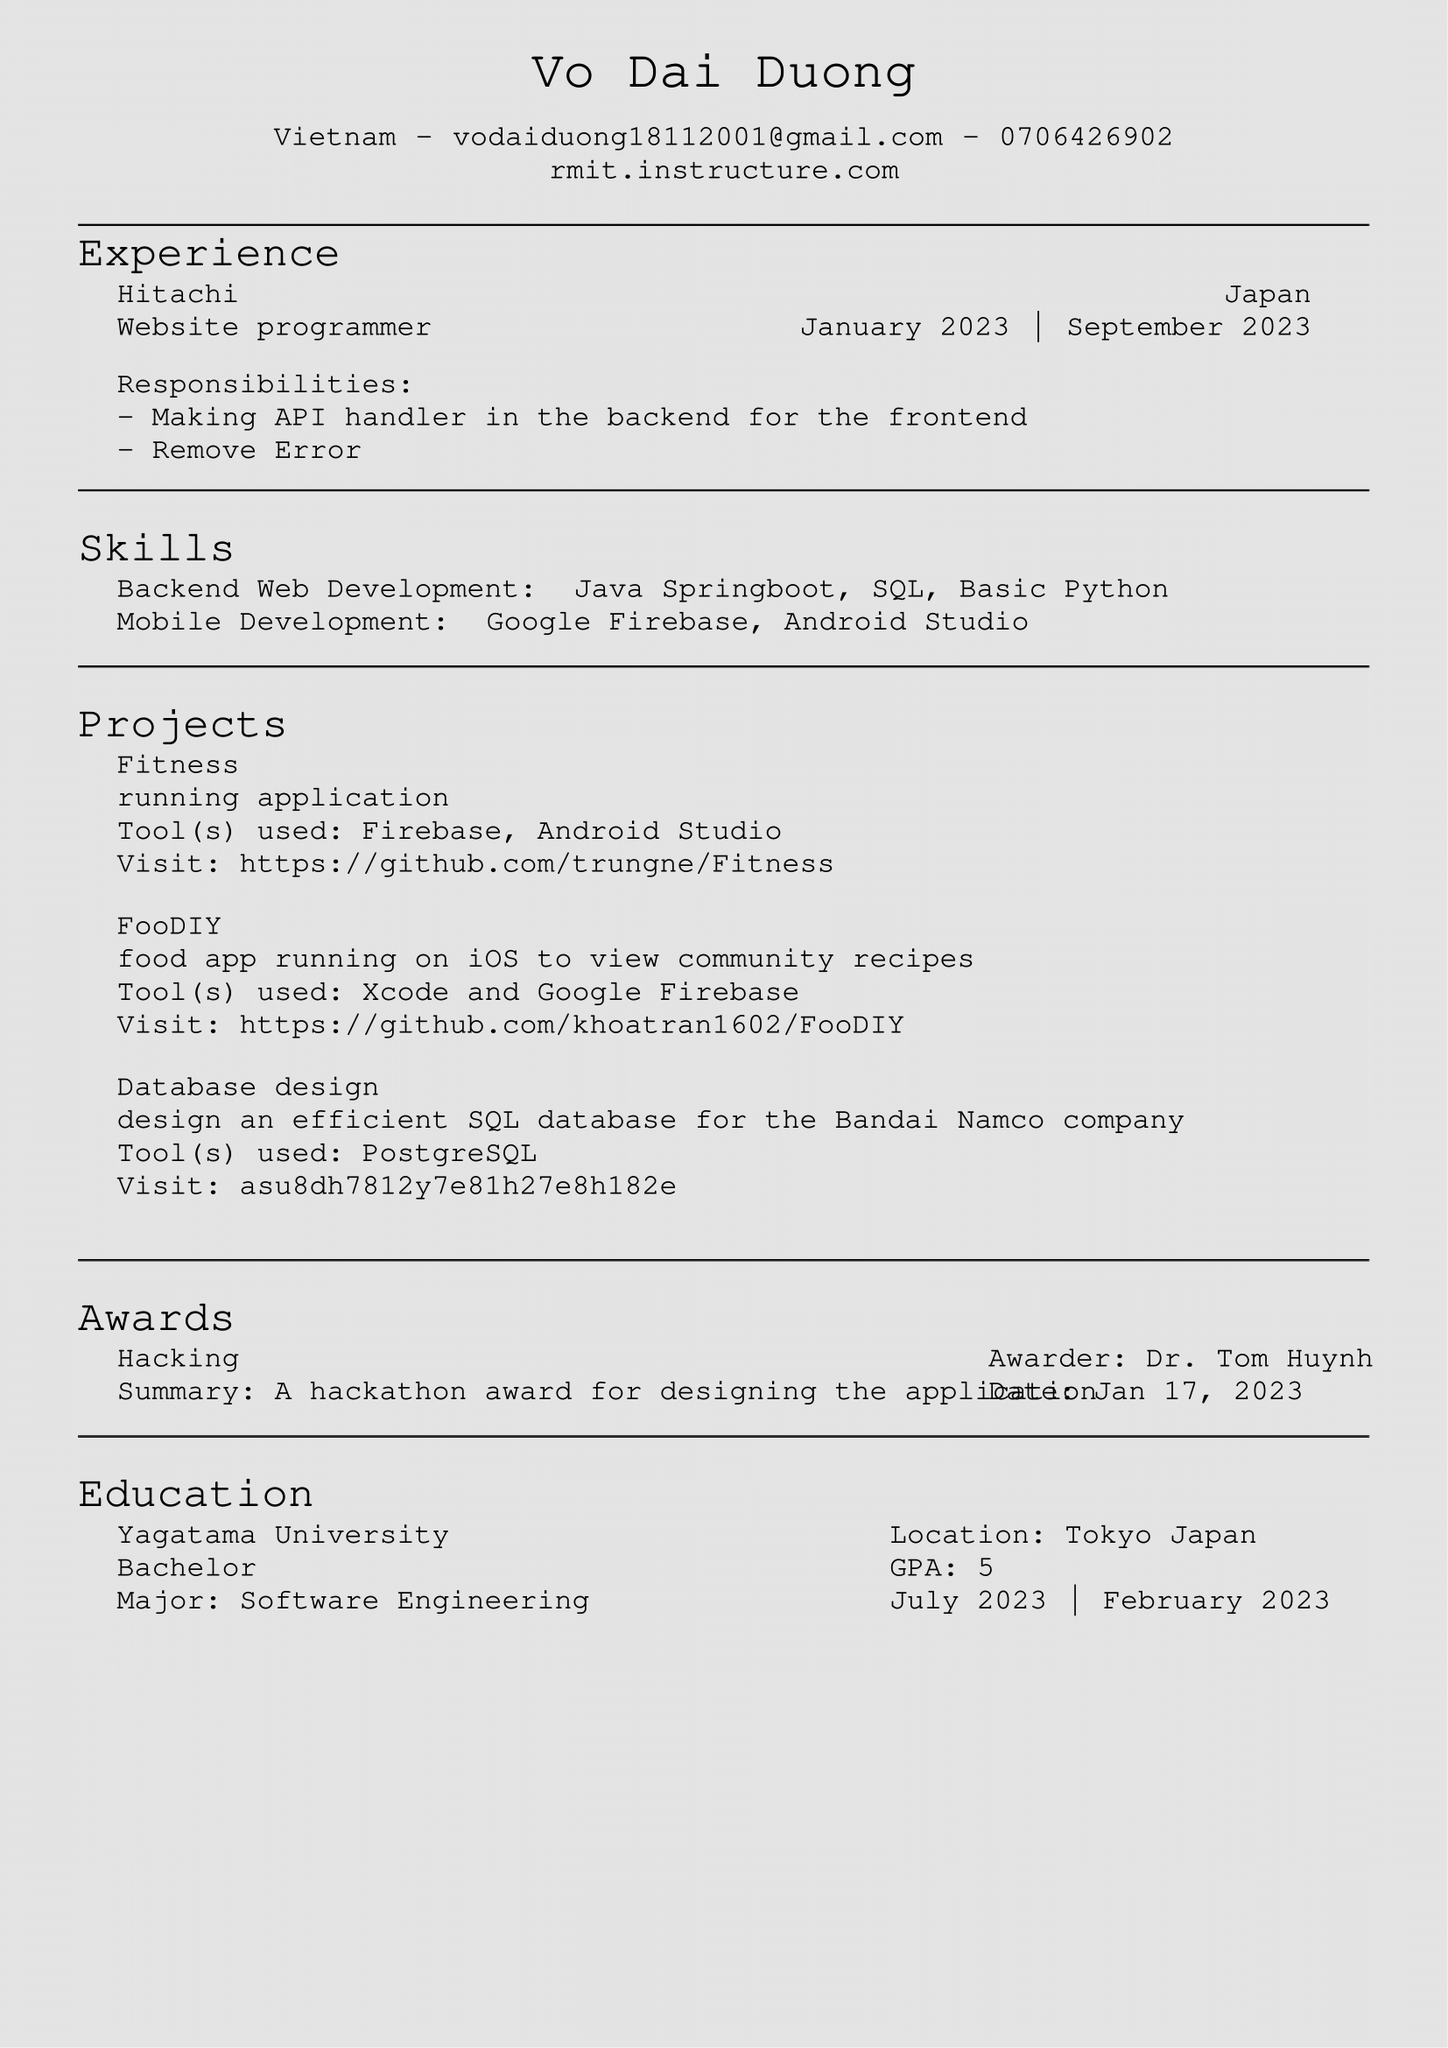 Vo Dai Duong
Vietnam - vodaiduong18112001@gmail.com - 0706426902
rmit.instructure.com
Experience
Hitachi Japan
Website programmer January 2023 | September 2023
Responsibilities:
- Making API handler in the backend for the frontend
- Remove Error
Skills
Backend Web Development: Java Springboot, SQL, Basic Python
Mobile Development: Google Firebase, Android Studio
Projects
Fitness
running application
Tool(s) used: Firebase, Android Studio
Visit: https://github.com/trungne/Fitness
FooDIY
food app running on iOS to view community recipes
Tool(s) used: Xcode and Google Firebase
Visit: https://github.com/khoatran1602/FooDIY
Database design
design an efficient SQL database for the Bandai Namco company
Tool(s) used: PostgreSQL
Visit: asu8dh7812y7e81h27e8h182e
Awards
Hacking Awarder: Dr. Tom Huynh
Summary: A hackathon award for designing the application Date: Jan 17, 2023
Education
Yagatama University Location: Tokyo Japan
Bachelor GPA: 5
Major: Software Engineering July 2023 | February 2023